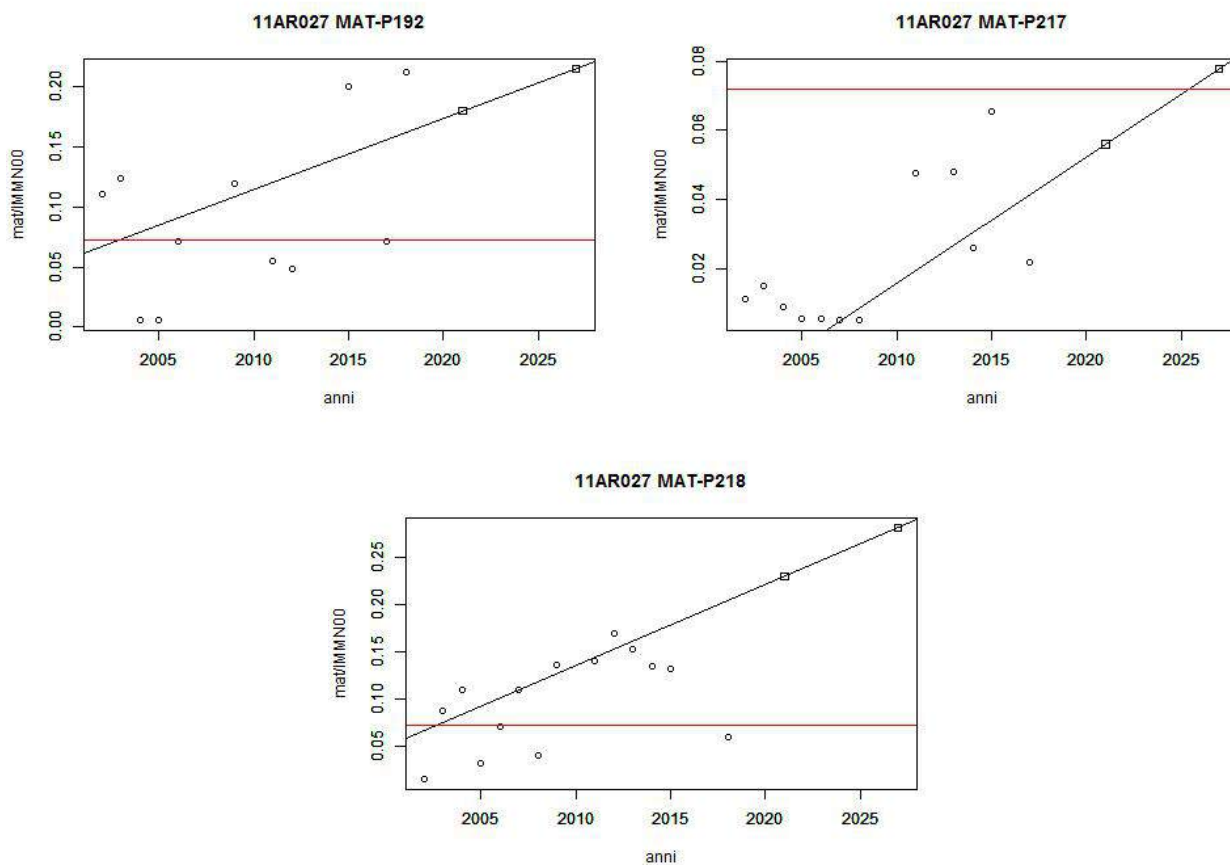 11AR027 MAT-P192
mat/IMMN00
0.20
0.15
0.10
0.05
0.00
2005 2010 2015 2020 2025
anni
11AR027 MAT-P217
mat/IMMN00
0.08
0.06
0.04
0.02
2005 2010 2015 2020 2025
anni
11AR027 MAT-P218
mat/IMMN00
0.25
0.20
0.15
0.10
0.05
2005 2010 2015 2020 2025
anni